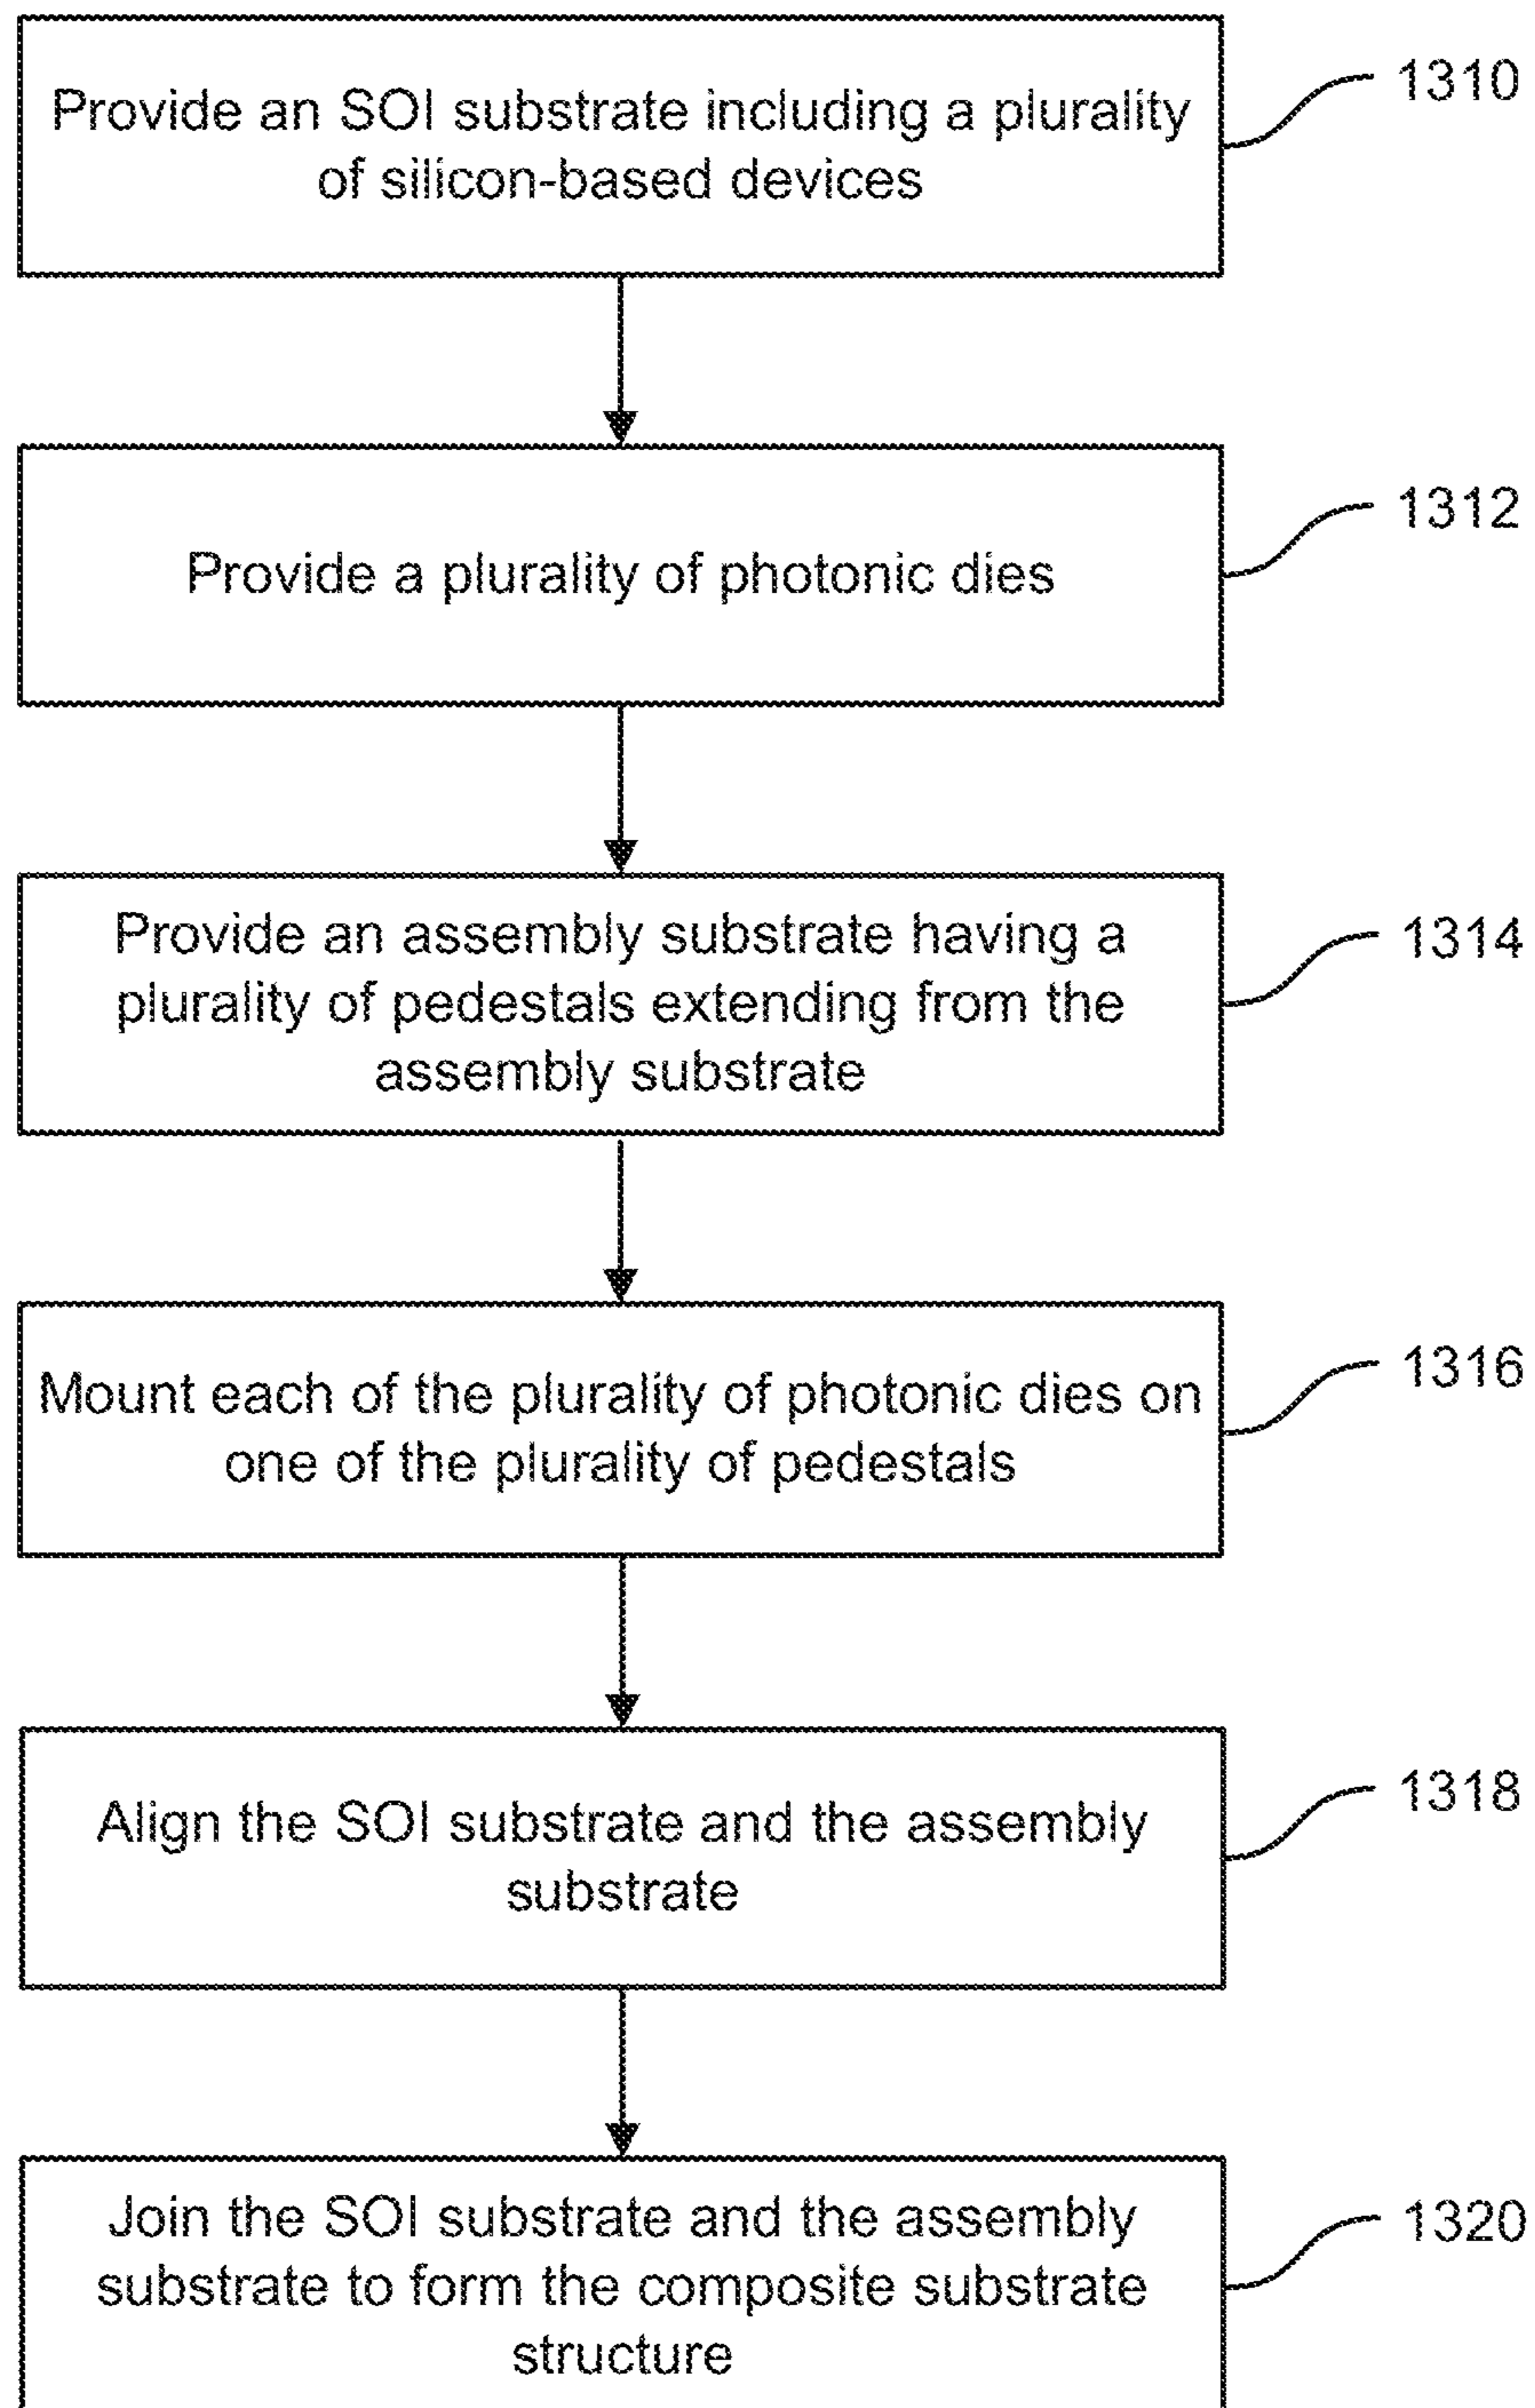 Provide an SOI substrate including a plurality
of silicon-based devices
1310
Provide a plurality of photonic dies
1312
Provide an assembly substrate having a
plurality of pedestals extending from the
assembly substrate
1314
Mount each of the plurality of photonic dies on
one of the plurality of pedestals
1316
Align the SOI substrate and the assembly
substrate
1318
Join the SOI substrate and the assembly
substrate to form the composite substrate
structure
1320